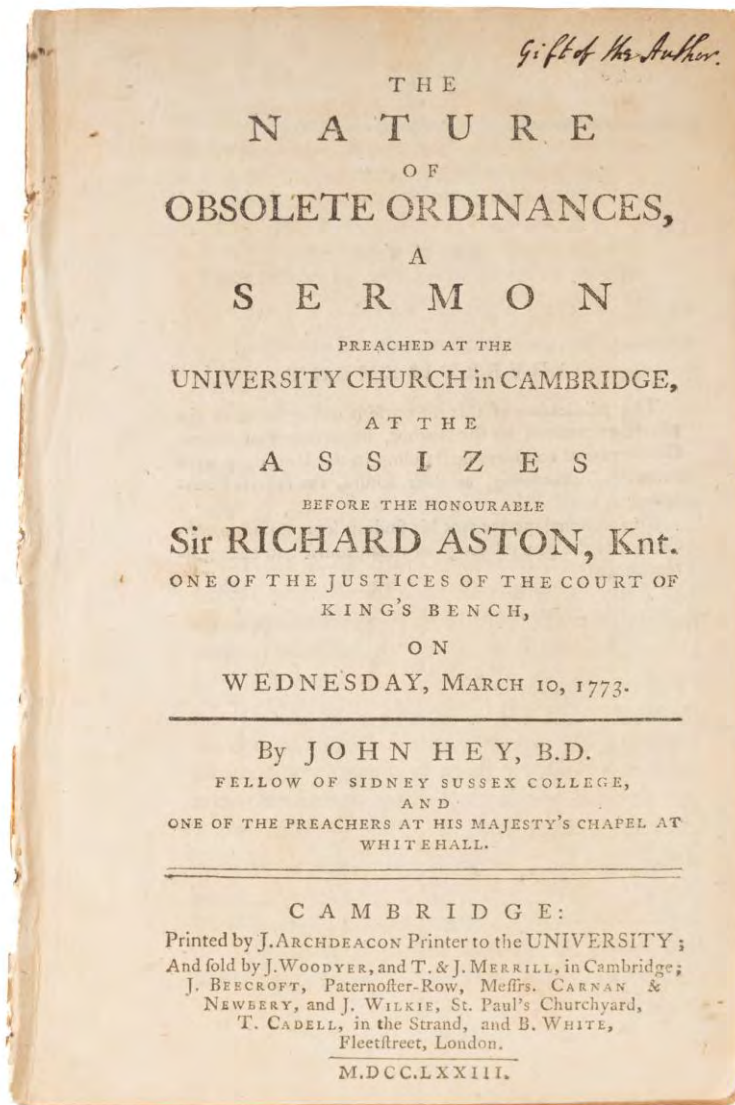 Gift of the Author.
THE
NATURE
OF
OBSOLETE ORDINANCES,
A
SERMON
PREACHED AT THE
UNIVERSITY CHURCH in CAMBRIDGE,
AT THE
ASSIZES
BEFORE THE HONOURABLE
Sir RICHARD ASTON, Knt.
ONE OF THE JUSTICES OF THE COURT OF
KING'S BENCH,
ON
WEDNESDAY, MARCH 10, 1773.
By JOHN HEY, B.D.
FELLOW OF SIDNEY SUSSEX COLLEGE,
AND
ONE OF THE PREACHERS AT HIS MAJESTY'S CHAPEL AT
WHITEHALL.
CAMBRIDGE:
Printed by J. ARCHDEACON Printer to the UNIVERSITY;
And ſold by J. WOODYER, and T. & J. MERRILL, in Cambridge;
J. BEECROFT, Paternoſter-Row, Meſſrs. CARNAN &
NEWBERY, and J. WILKIE, St. Paul's Churchyard,
T. CADELL, in the Strand, and B. WHITE,
Fleetſtreet, London.
M.DCC.LXXIII.